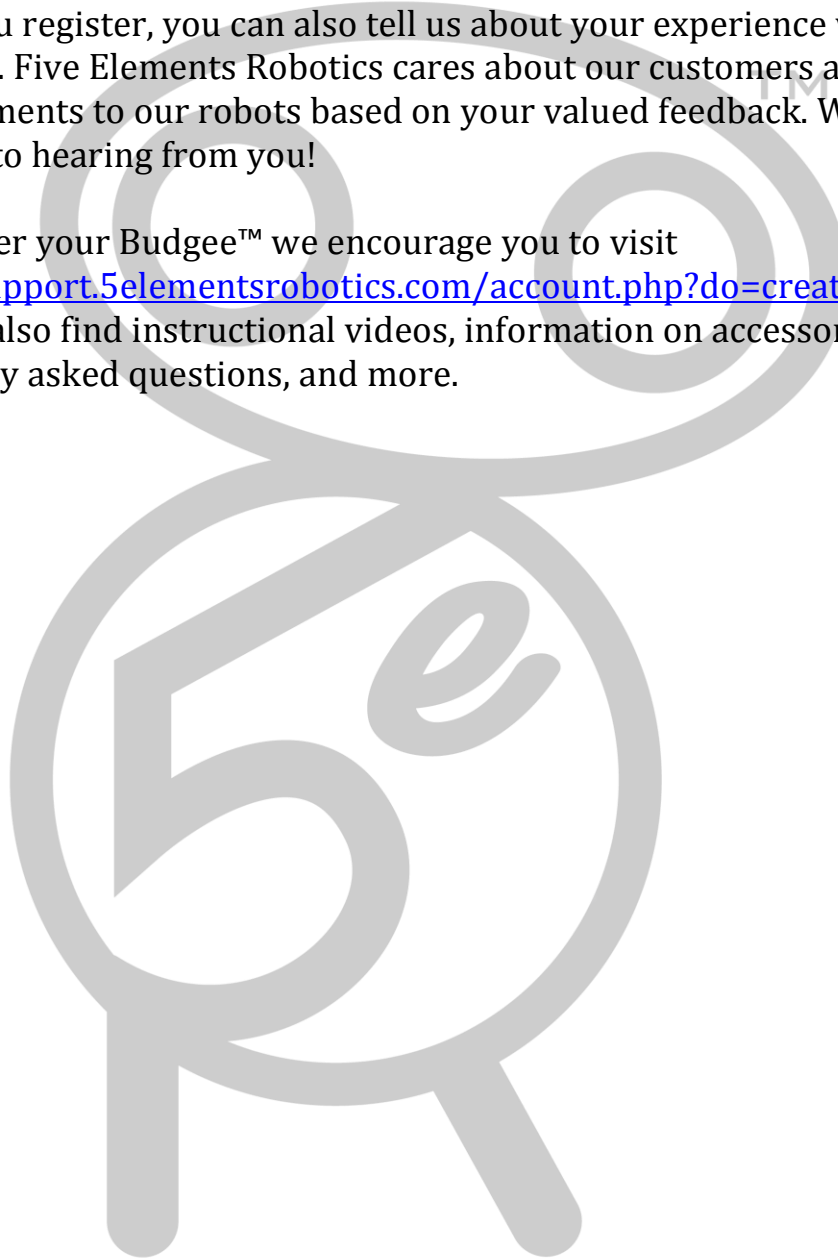 u register, you can also tell us about your experience
. Five Elements Robotics cares about our customers a
ments to our robots based on your valued feedback. W
to hearing from you!
er your Budgee™ we encourage you to visit
pport.5elementsrobotics.com/account.php?do=creat
also find instructional videos, information on accessor
y asked questions, and more.
TM
5e